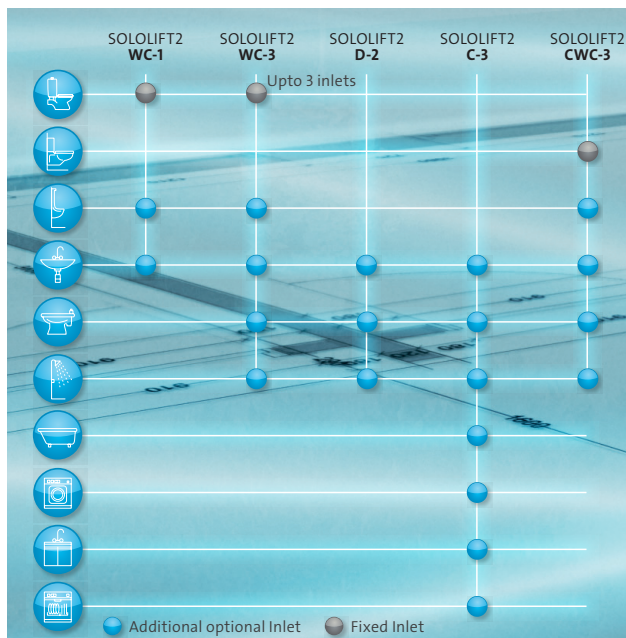 SOLOLIFT2 SOLOLIFT2 SOLOLIFT2 SOLOLIFT2 SOLOLIFT2
WC-1 WC-3 D-2 C-3 CWC-3
Upto 3 inlets
Additional optional Inlet Fixed Inlet